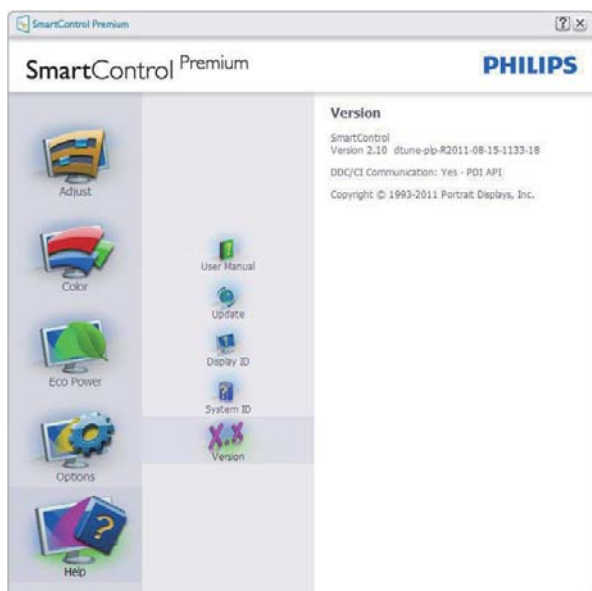 SmartControl Premium
SmartControl Premium
PHILIPS
Adjust
Color
Eco Power
Options
Help
User Manual
Update
Display ID
System ID
X.X
Version
Version
SmartControl
Version 2.10 dtune-plp-R2011-08-15-1133-18
DDC/CI Communication: Yes - PDI API
Copyright © 1993-2011 Portrait Displays, Inc.